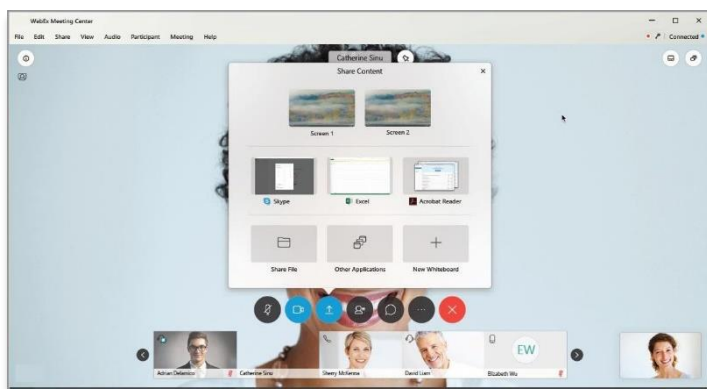 WebEx Meeting Center
File Edit Share View Audio Participant Meeting Help
Connected
Catherine Sinu
Share Content
Screen 1 Screen 2
Skype Excel Acrobat Reader
Share File Other Applications New Whiteboard
EW
Adrian Delamico Catherine Sinu Sherry McKenna David Liam Elizabeth Wu